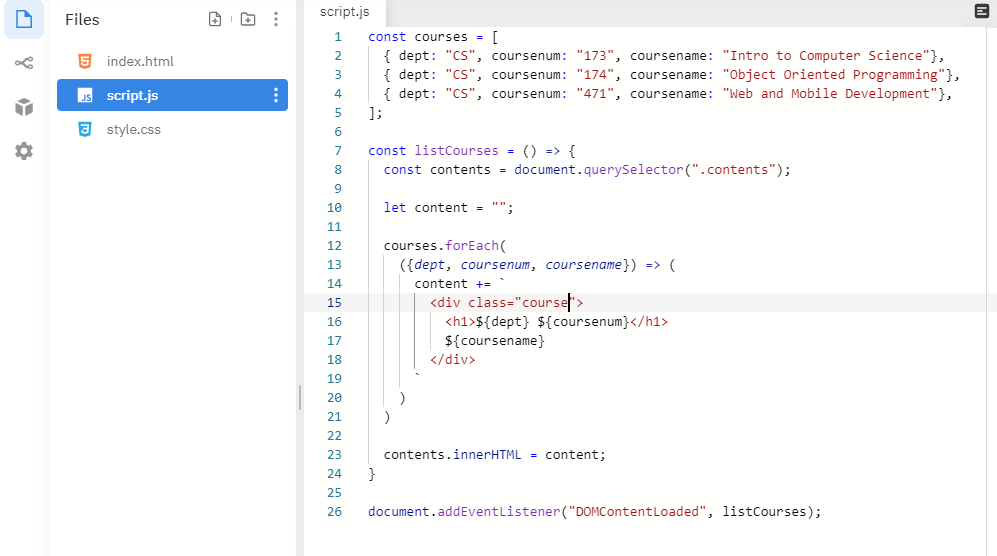 Files
index.html
script.js
style.css
script.js
1 const courses = [
2 { dept: "CS", coursenum: "173", coursename: "Intro to Computer Science"},
3 { dept: "CS", coursenum: "174", coursename: "Object Oriented Programming"},
4 { dept: "CS", coursenum: "471", coursename: "Web and Mobile Development"},
5 ];
6
7 const listCourses = () => {
8 const contents = document.querySelector(".contents");
9
10 let content = "";
11
12 courses.forEach(
13 ({dept, coursenum, coursename}) => (
14 content += `
15 <div class="course">
16 <h1>${dept} ${coursenum}</h1>
17 ${coursename}
18 </div>
19 `
20 )
21 )
22
23 contents.innerHTML = content;
24 }
25
26 document.addEventListener("DOMContentLoaded", listCourses);